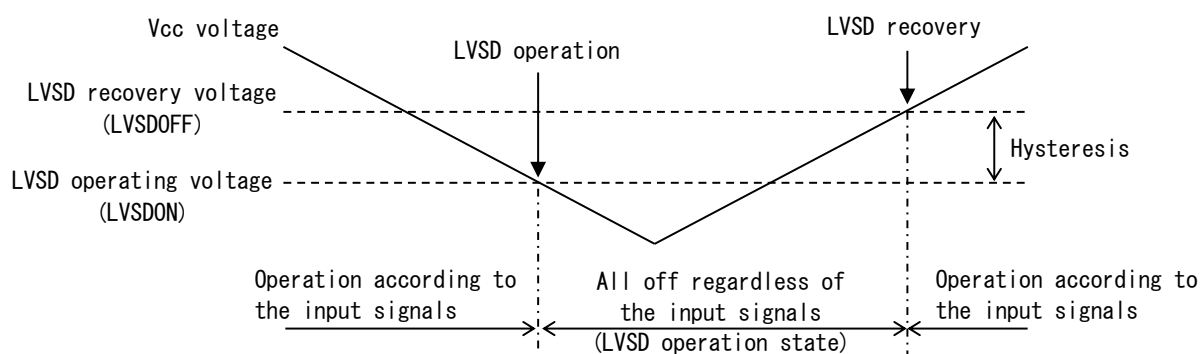 Vcc voltage
LVSD operation
LVSD recovery
LVSD recovery voltage
(LVSDOFF)
Hysteresis
LVSD operating voltage
(LVSDON)
Operation according to
the input signals
All off regardless of
the input signals
(LVSD operation state)
Operation according to
the input signals